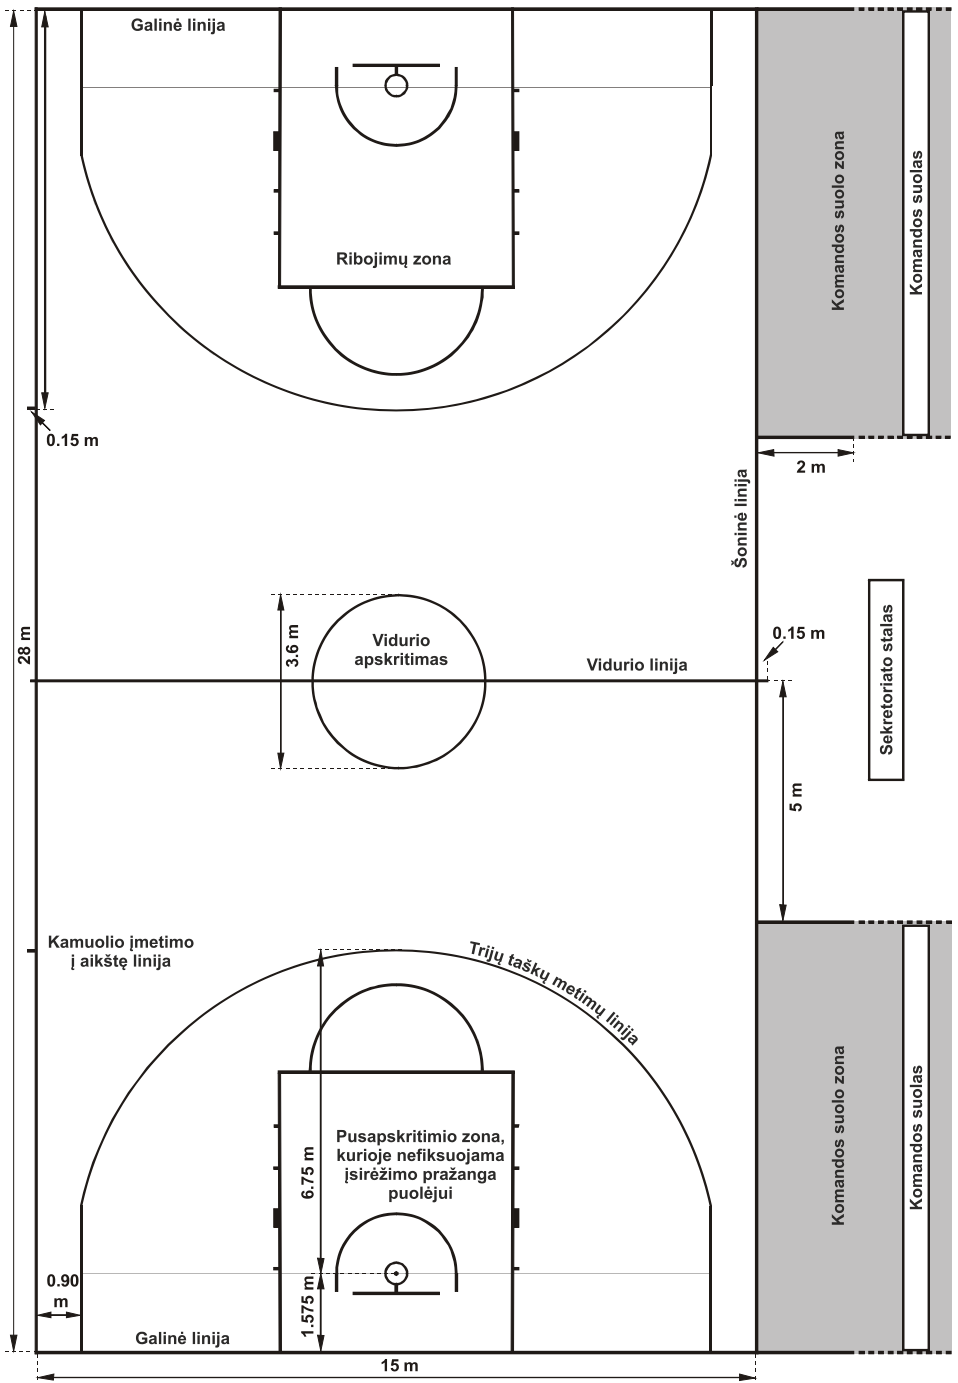 Galinė linija
Komandos suolo zona
Komandos suolas
Ribojimų zona
0.15 m
2 m
Šoninė linija
28 m
3.6 m
Vidurio
apskritimas
Vidurio linija
0.15 m
Sekretoriato stalas
5 m
Kamuolio įmetimo
į aikštę linija
Trijų taškų metimų linija
Komandos suolo zona
Komandos suolas
6.75 m
Pusapskritimio zona,
kurioje nefiksuojama
įsirėžimo pražanga
puolėjui
0.90
m
1.575 m
Galinė linija
15 m